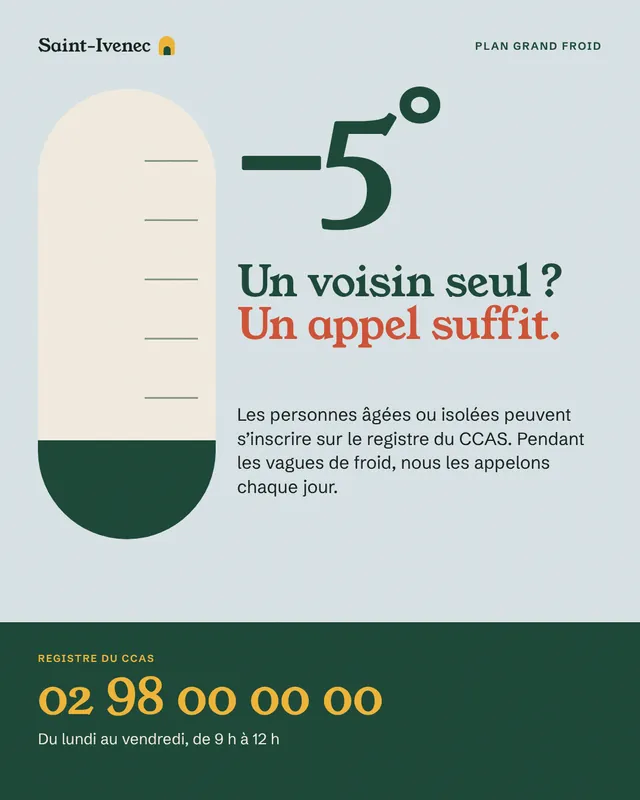 Saint-Ivenec
PLAN GRAND FROID
–5°
Un voisin seul ?
Un appel suffit.
Les personnes âgées ou isolées peuvent
s’inscrire sur le registre du CCAS. Pendant
les vagues de froid, nous les appelons
chaque jour.
REGISTRE DU CCAS
02 98 00 00 00
Du lundi au vendredi, de 9 h à 12 h